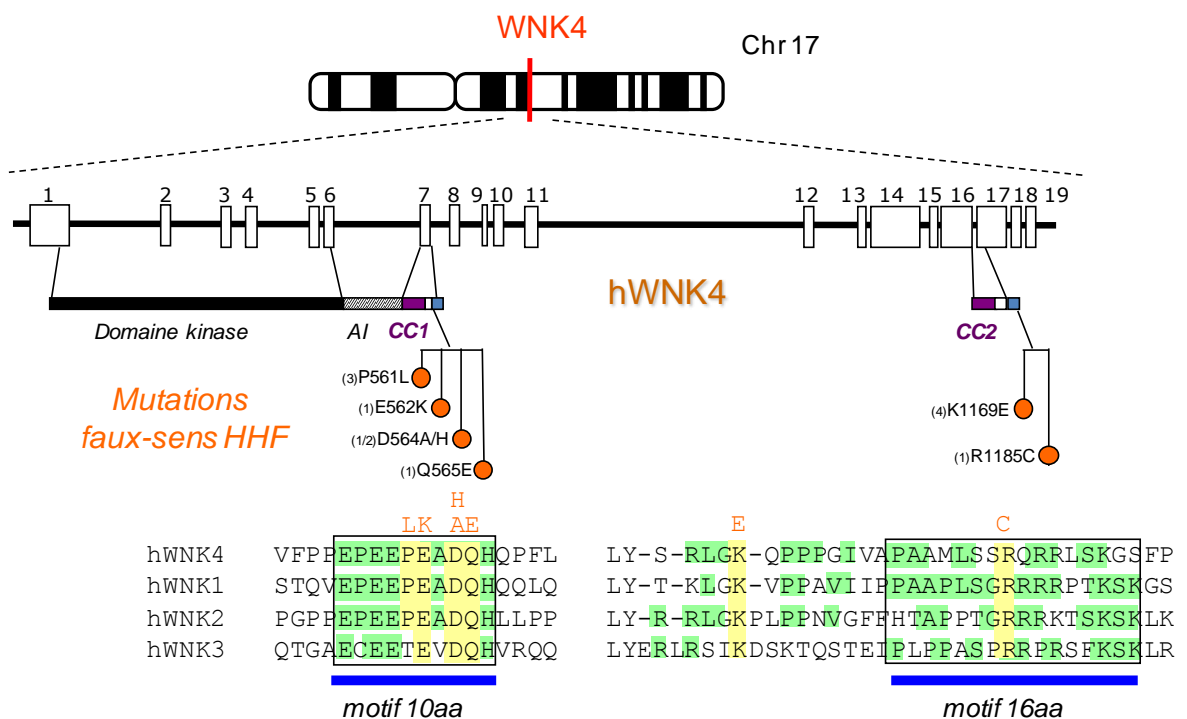 WNK4
Chr 17
1 2 3 4 5 6 7 8 9 10 11 12 13 14 15 16 17 18 19
hWNK4
Domaine kinase AI CC1 CC2
Mutations
faux-sens HHF
(3)P561L
(1)E562K
(1/2)D564A/H
(1)Q565E
(4)K1169E
(1)R1185C
H
LK AE E C
hWNK4 VFPPEPEEPEADQHQPFL LY-S-RLGK-QPPPGIVAPAAMLSSRQRRLSKGSFP
hWNK1 STQVEPEEPEADQHQQLQ LY-T-KLGK-VPPAVIIPPAAPLSGRRRRPTKSKGS
hWNK2 PGPPEPEEPEADQHLLPP LY-R-RLGKPLPPNVGFFHTAPPTGRRRKTSKSKLK
hWNK3 QTGAECEETEVDQHVRQQ LYERLRSIKDSKTQSTEIPLPPASPRRPRSFKSKLR
motif 10aa motif 16aa